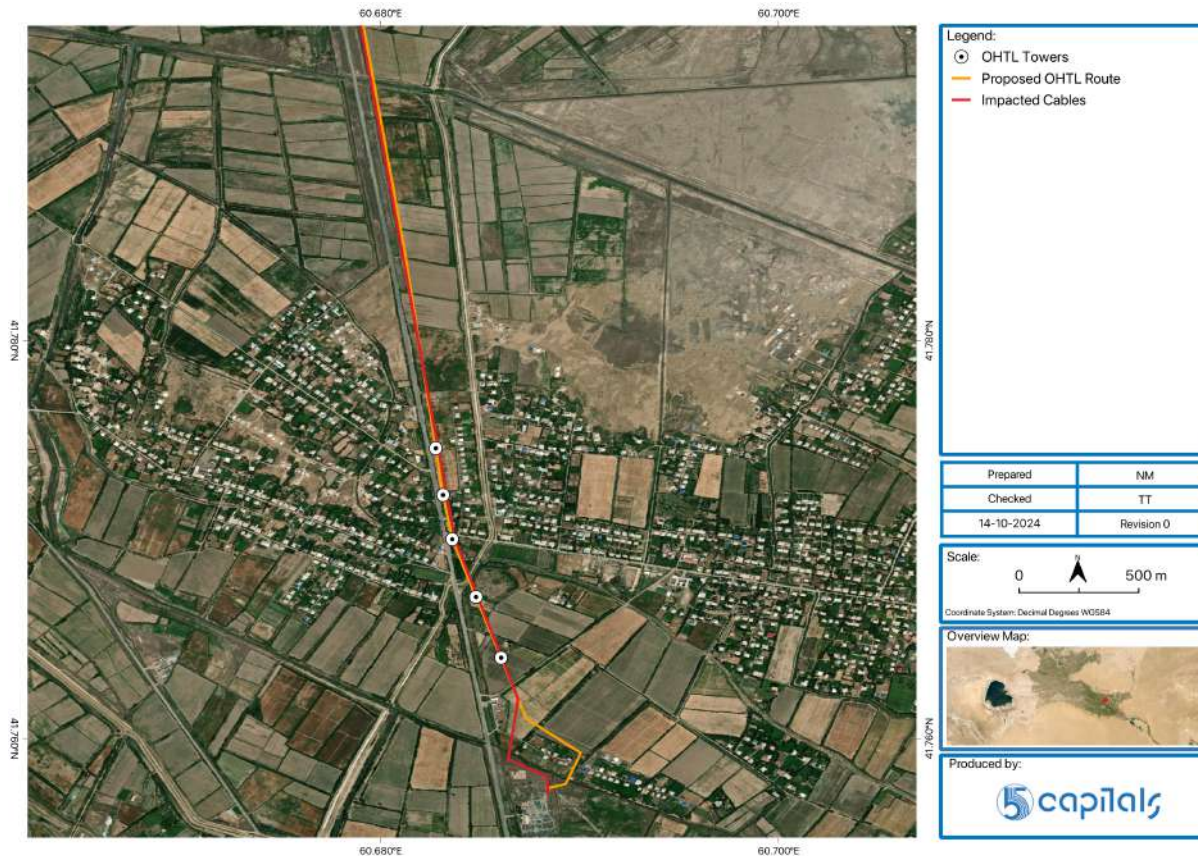 60.680°E
60.700°E
41.780°N
41.780°N
41.760°N
41.760°N
60.680°E
60.700°E
Legend:
OHTL Towers
Proposed OHTL Route
Impacted Cables
Prepared NM
Checked TT
14-10-2024 Revision 0
Scale:
N
0 500 m
Coordinate System: Decimal Degrees WGS84
Overview Map:
Produced by:
5 capitals